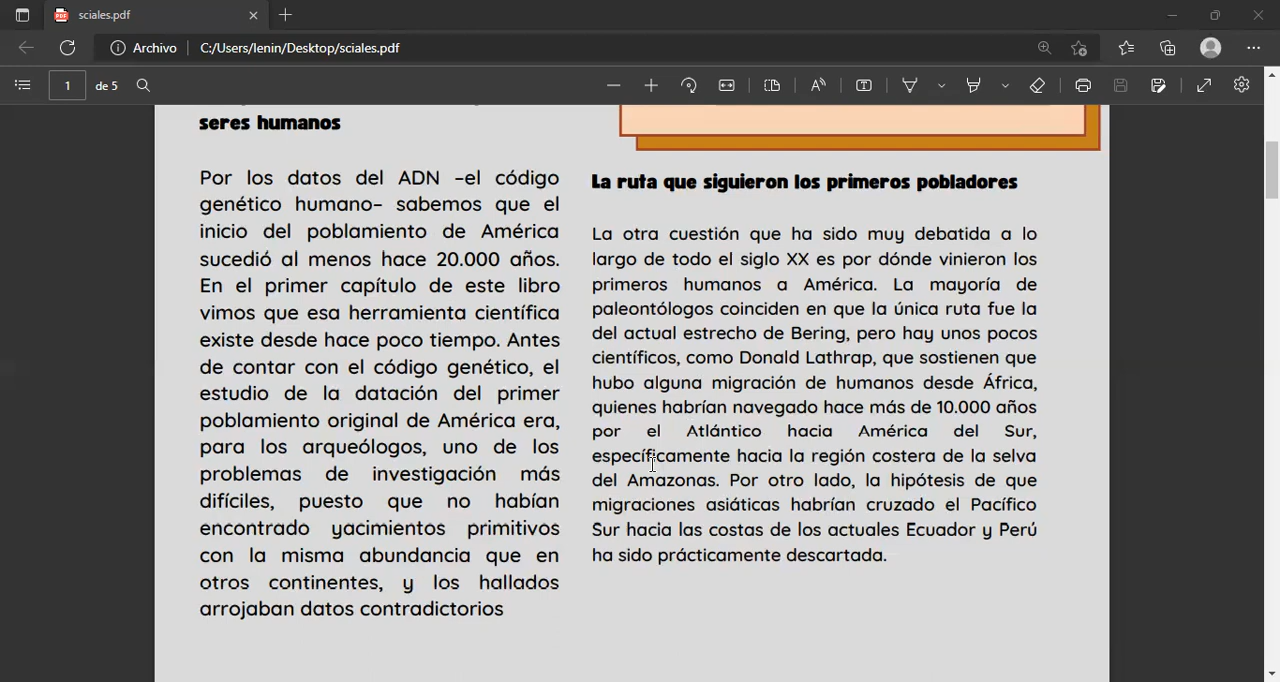 sciales.pdf
Archivo
C:/Users/lenin/Desktop/sciales.pdf
1
de 5
seres humanos
Por los datos del ADN –el código
genético humano– sabemos que el
inicio del poblamiento de América
sucedió al menos hace 20.000 años.
En el primer capítulo de este libro
vimos que esa herramienta científica
existe desde hace poco tiempo. Antes
de contar con el código genético, el
estudio de la datación del primer
poblamiento original de América era,
para los arqueólogos, uno de los
problemas de investigación más
difíciles, puesto que no habían
encontrado yacimientos primitivos
con la misma abundancia que en
otros continentes, y los hallados
arrojaban datos contradictorios
La ruta que siguieron los primeros pobladores
La otra cuestión que ha sido muy debatida a lo
largo de todo el siglo XX es por dónde vinieron los
primeros humanos a América. La mayoría de
paleontólogos coinciden en que la única ruta fue la
del actual estrecho de Bering, pero hay unos pocos
científicos, como Donald Lathrap, que sostienen que
hubo alguna migración de humanos desde África,
quienes habrían navegado hace más de 10.000 años
por el Atlántico hacia América del Sur,
específicamente hacia la región costera de la selva
del Amazonas. Por otro lado, la hipótesis de que
migraciones asiáticas habrían cruzado el Pacífico
Sur hacia las costas de los actuales Ecuador y Perú
ha sido prácticamente descartada.